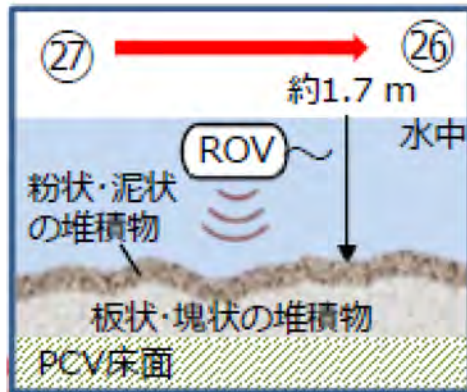 ㉗ ㉖
約1.7 m
水中
ROV
粉状・泥状
の堆積物
板状・塊状の堆積物
PCV床面